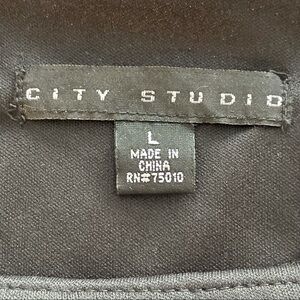 CITY STUDIO
L
MADE IN
CHINA
RN#75010